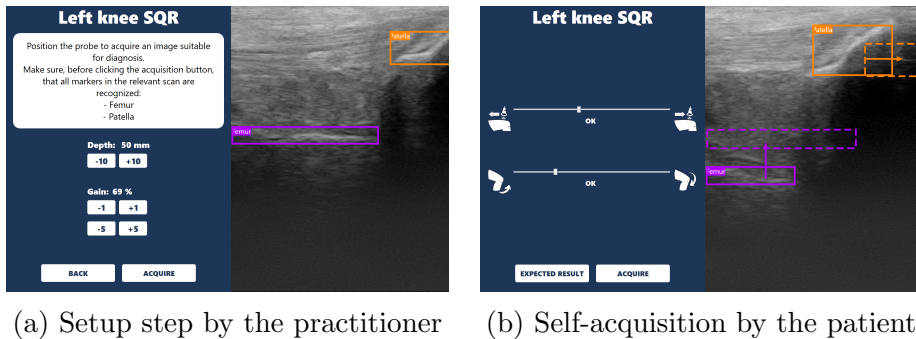 Left knee SQR
Position the probe to acquire an image suitable
for diagnosis.
Make sure, before clicking the acquisition button,
that all markers in the relevant scan are
recognized:
- Femur
- Patella
Depth: 50 mm
-10 +10
Gain: 69 %
-1 +1
-5 +5
BACK ACQUIRE
Patella
Femur
(a) Setup step by the practitioner
Left knee SQR
OK
OK
EXPECTED RESULT ACQUIRE
Patella
Femur
(b) Self-acquisition by the patient